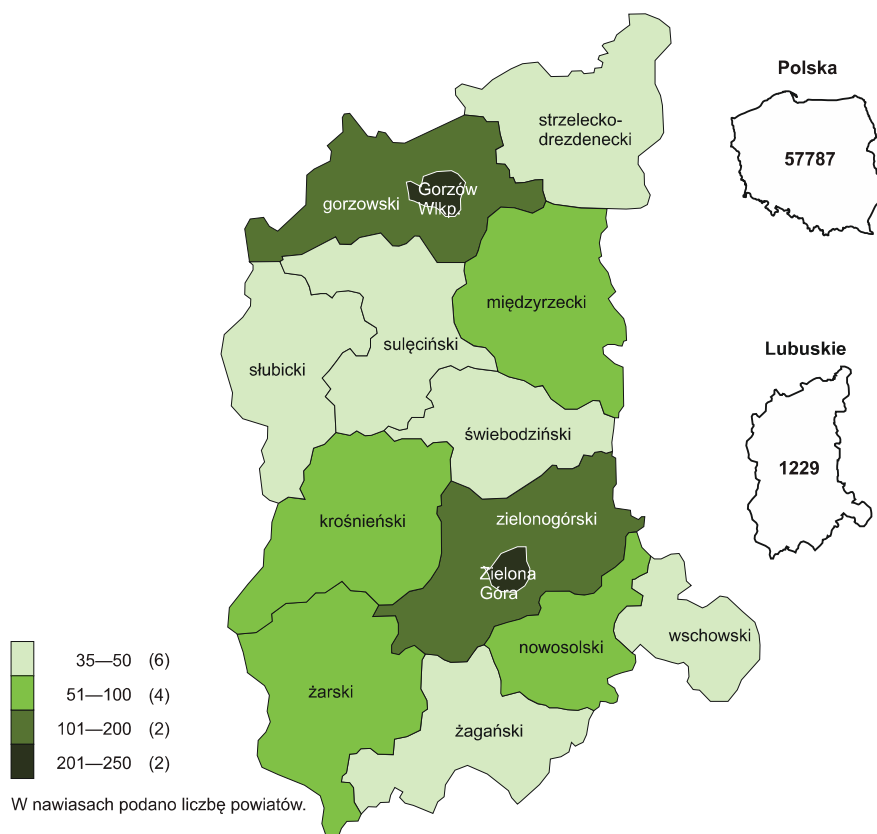 Polska
57787
strzelecko-
drezdenecki
Gorzów
Wlkp.
gorzowski
międzyrzecki
sulęciński
słubicki
Lubuskie
1229
świebodziński
krośnieński
zielonogórski
Zielona
Góra
nowosolski
wschowski
żarski
żagański
35—50 (6)
51—100 (4)
101—200 (2)
201—250 (2)
W nawiasach podano liczbę powiatów.